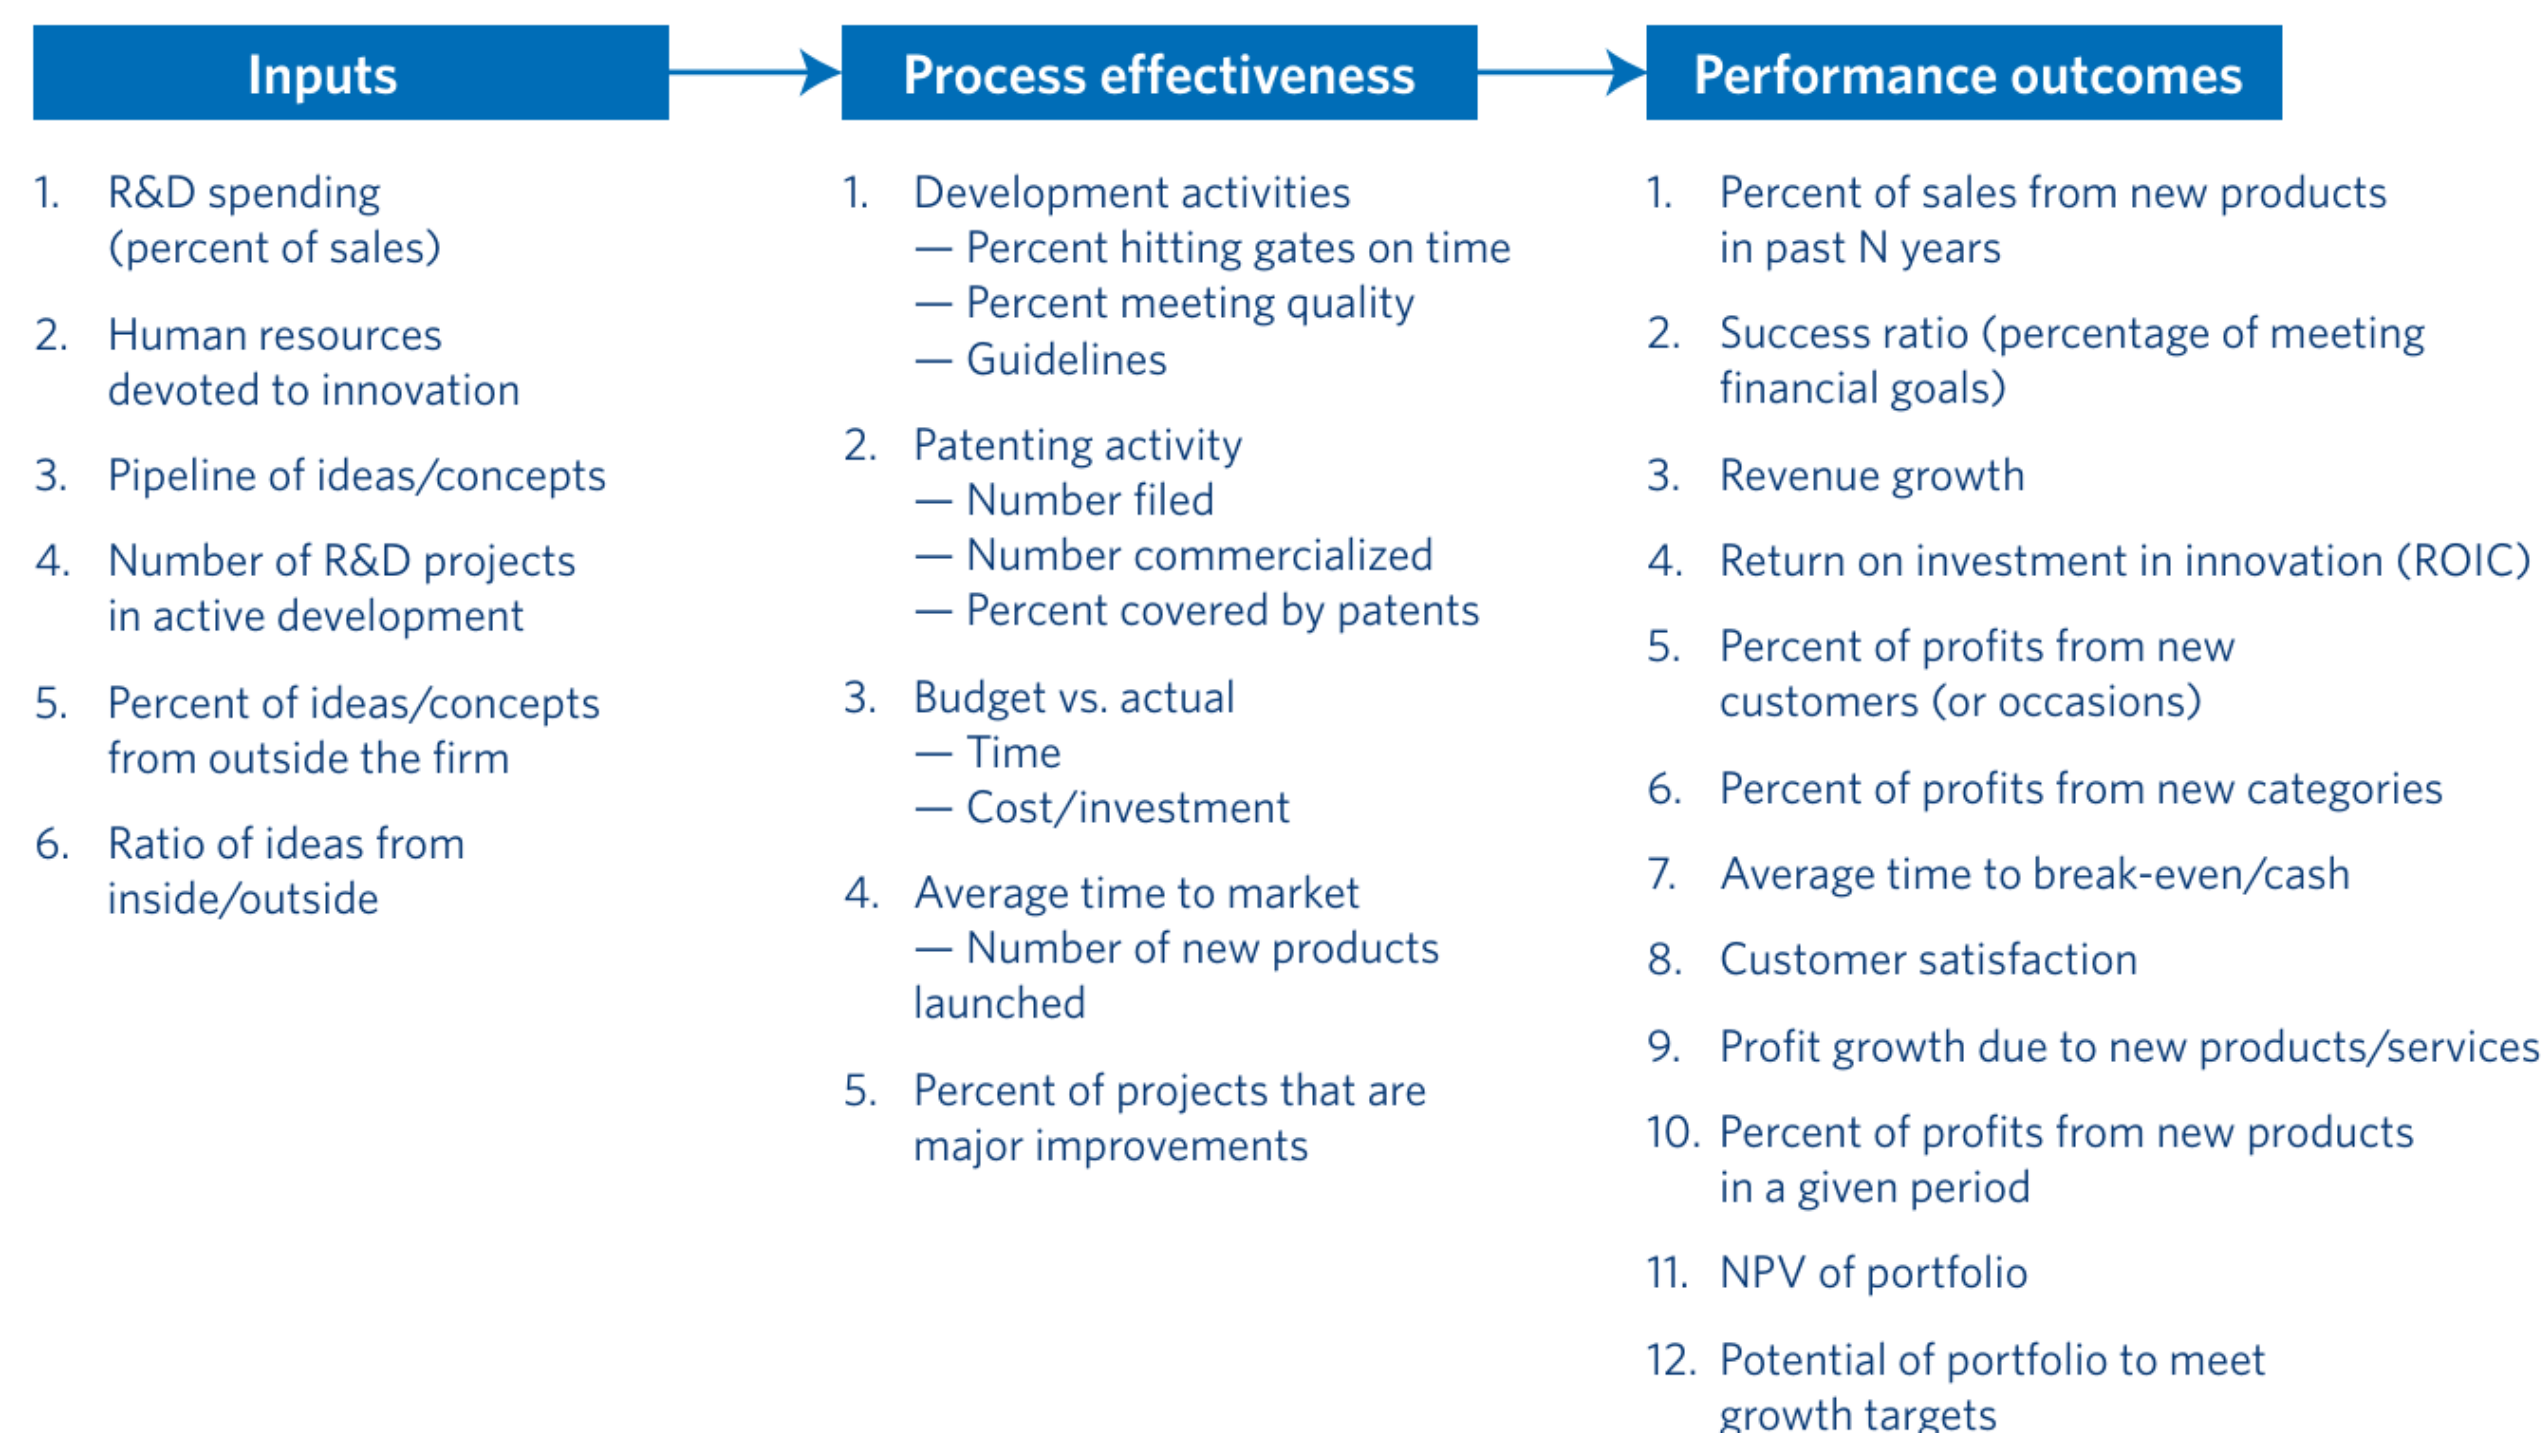 Inputs
1. R&D spending
(percent of sales)
2. Human resources
devoted to innovation
3. Pipeline of ideas/concepts
4. Number of R&D projects
in active development
5. Percent of ideas/concepts
from outside the firm
6. Ratio of ideas from
inside/outside
Process effectiveness
1. Development activities
— Percent hitting gates on time
— Percent meeting quality
— Guidelines
2. Patenting activity
— Number filed
— Number commercialized
— Percent covered by patents
3. Budget vs. actual
— Time
— Cost/investment
4. Average time to market
— Number of new products
launched
5. Percent of projects that are
major improvements
Performance outcomes
1. Percent of sales from new products
in past N years
2. Success ratio (percentage of meeting
financial goals)
3. Revenue growth
4. Return on investment in innovation (ROIC)
5. Percent of profits from new
customers (or occasions)
6. Percent of profits from new categories
7. Average time to break-even/cash
8. Customer satisfaction
9. Profit growth due to new products/services
10. Percent of profits from new products
in a given period
11. NPV of portfolio
12. Potential of portfolio to meet
growth targets